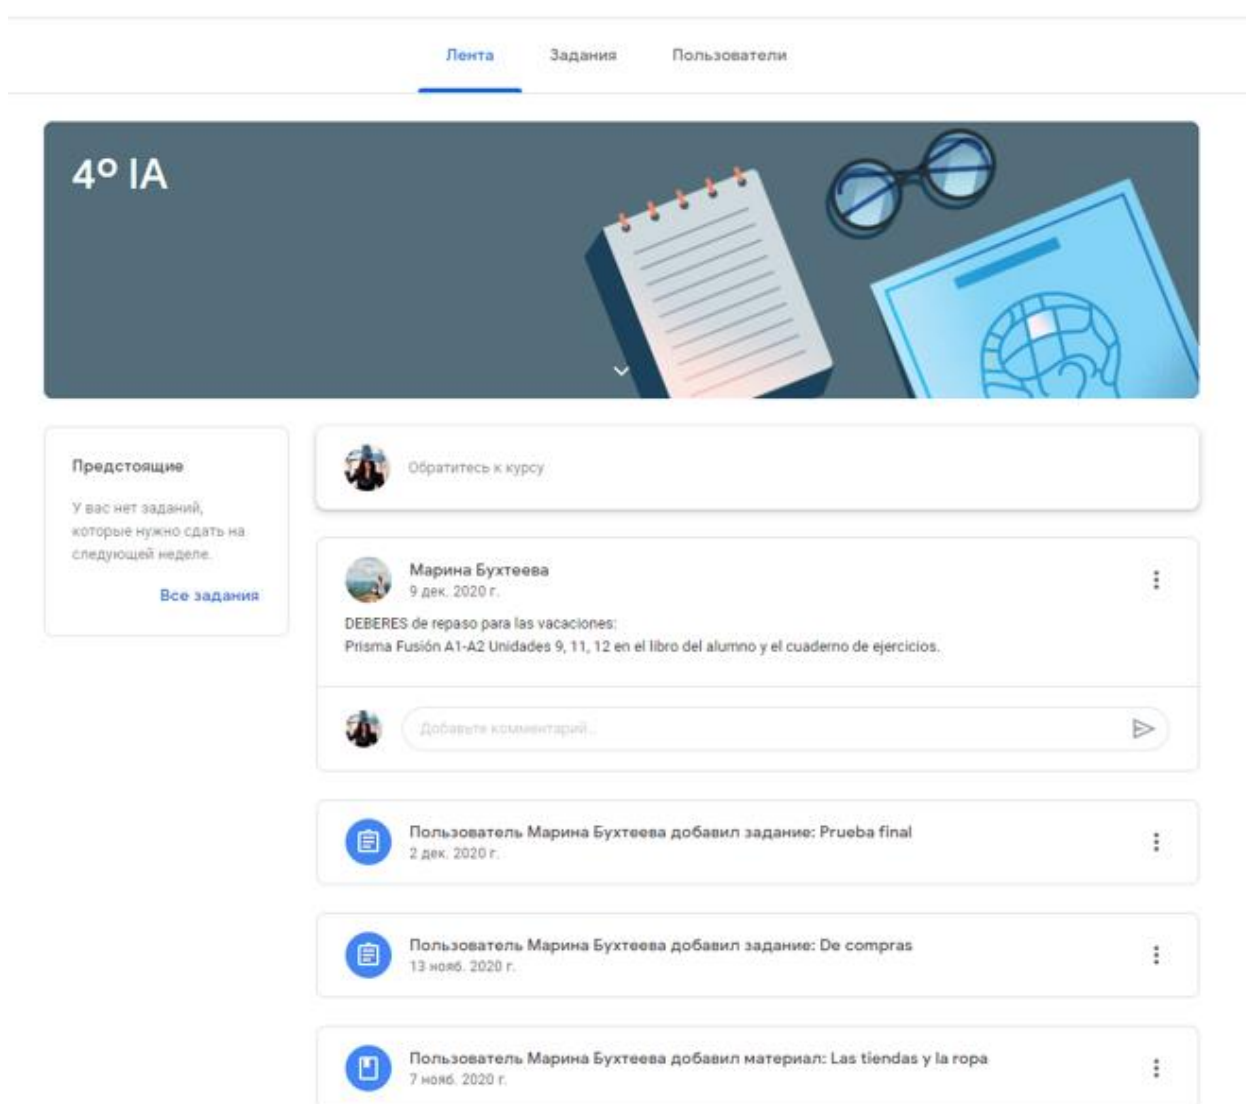 Лента Задания Пользователи
4º IA
Предстоящие
У вас нет заданий,
которые нужно сдать на
следующей неделе.
Все задания
Обратитесь к курсу
Марина Бухтеева
9 дек. 2020 г.
DEBERES de repaso para las vacaciones:
Prisma Fusión A1-A2 Unidades 9, 11, 12 en el libro del alumno y el cuaderno de ejercicios.
Добавьте комментарий...
Пользователь Марина Бухтеева добавил задание: Prueba final
2 дек. 2020 г.
Пользователь Марина Бухтеева добавил задание: De compras
13 нояб. 2020 г.
Пользователь Марина Бухтеева добавил материал: Las tiendas y la ropa
7 нояб. 2020 г.